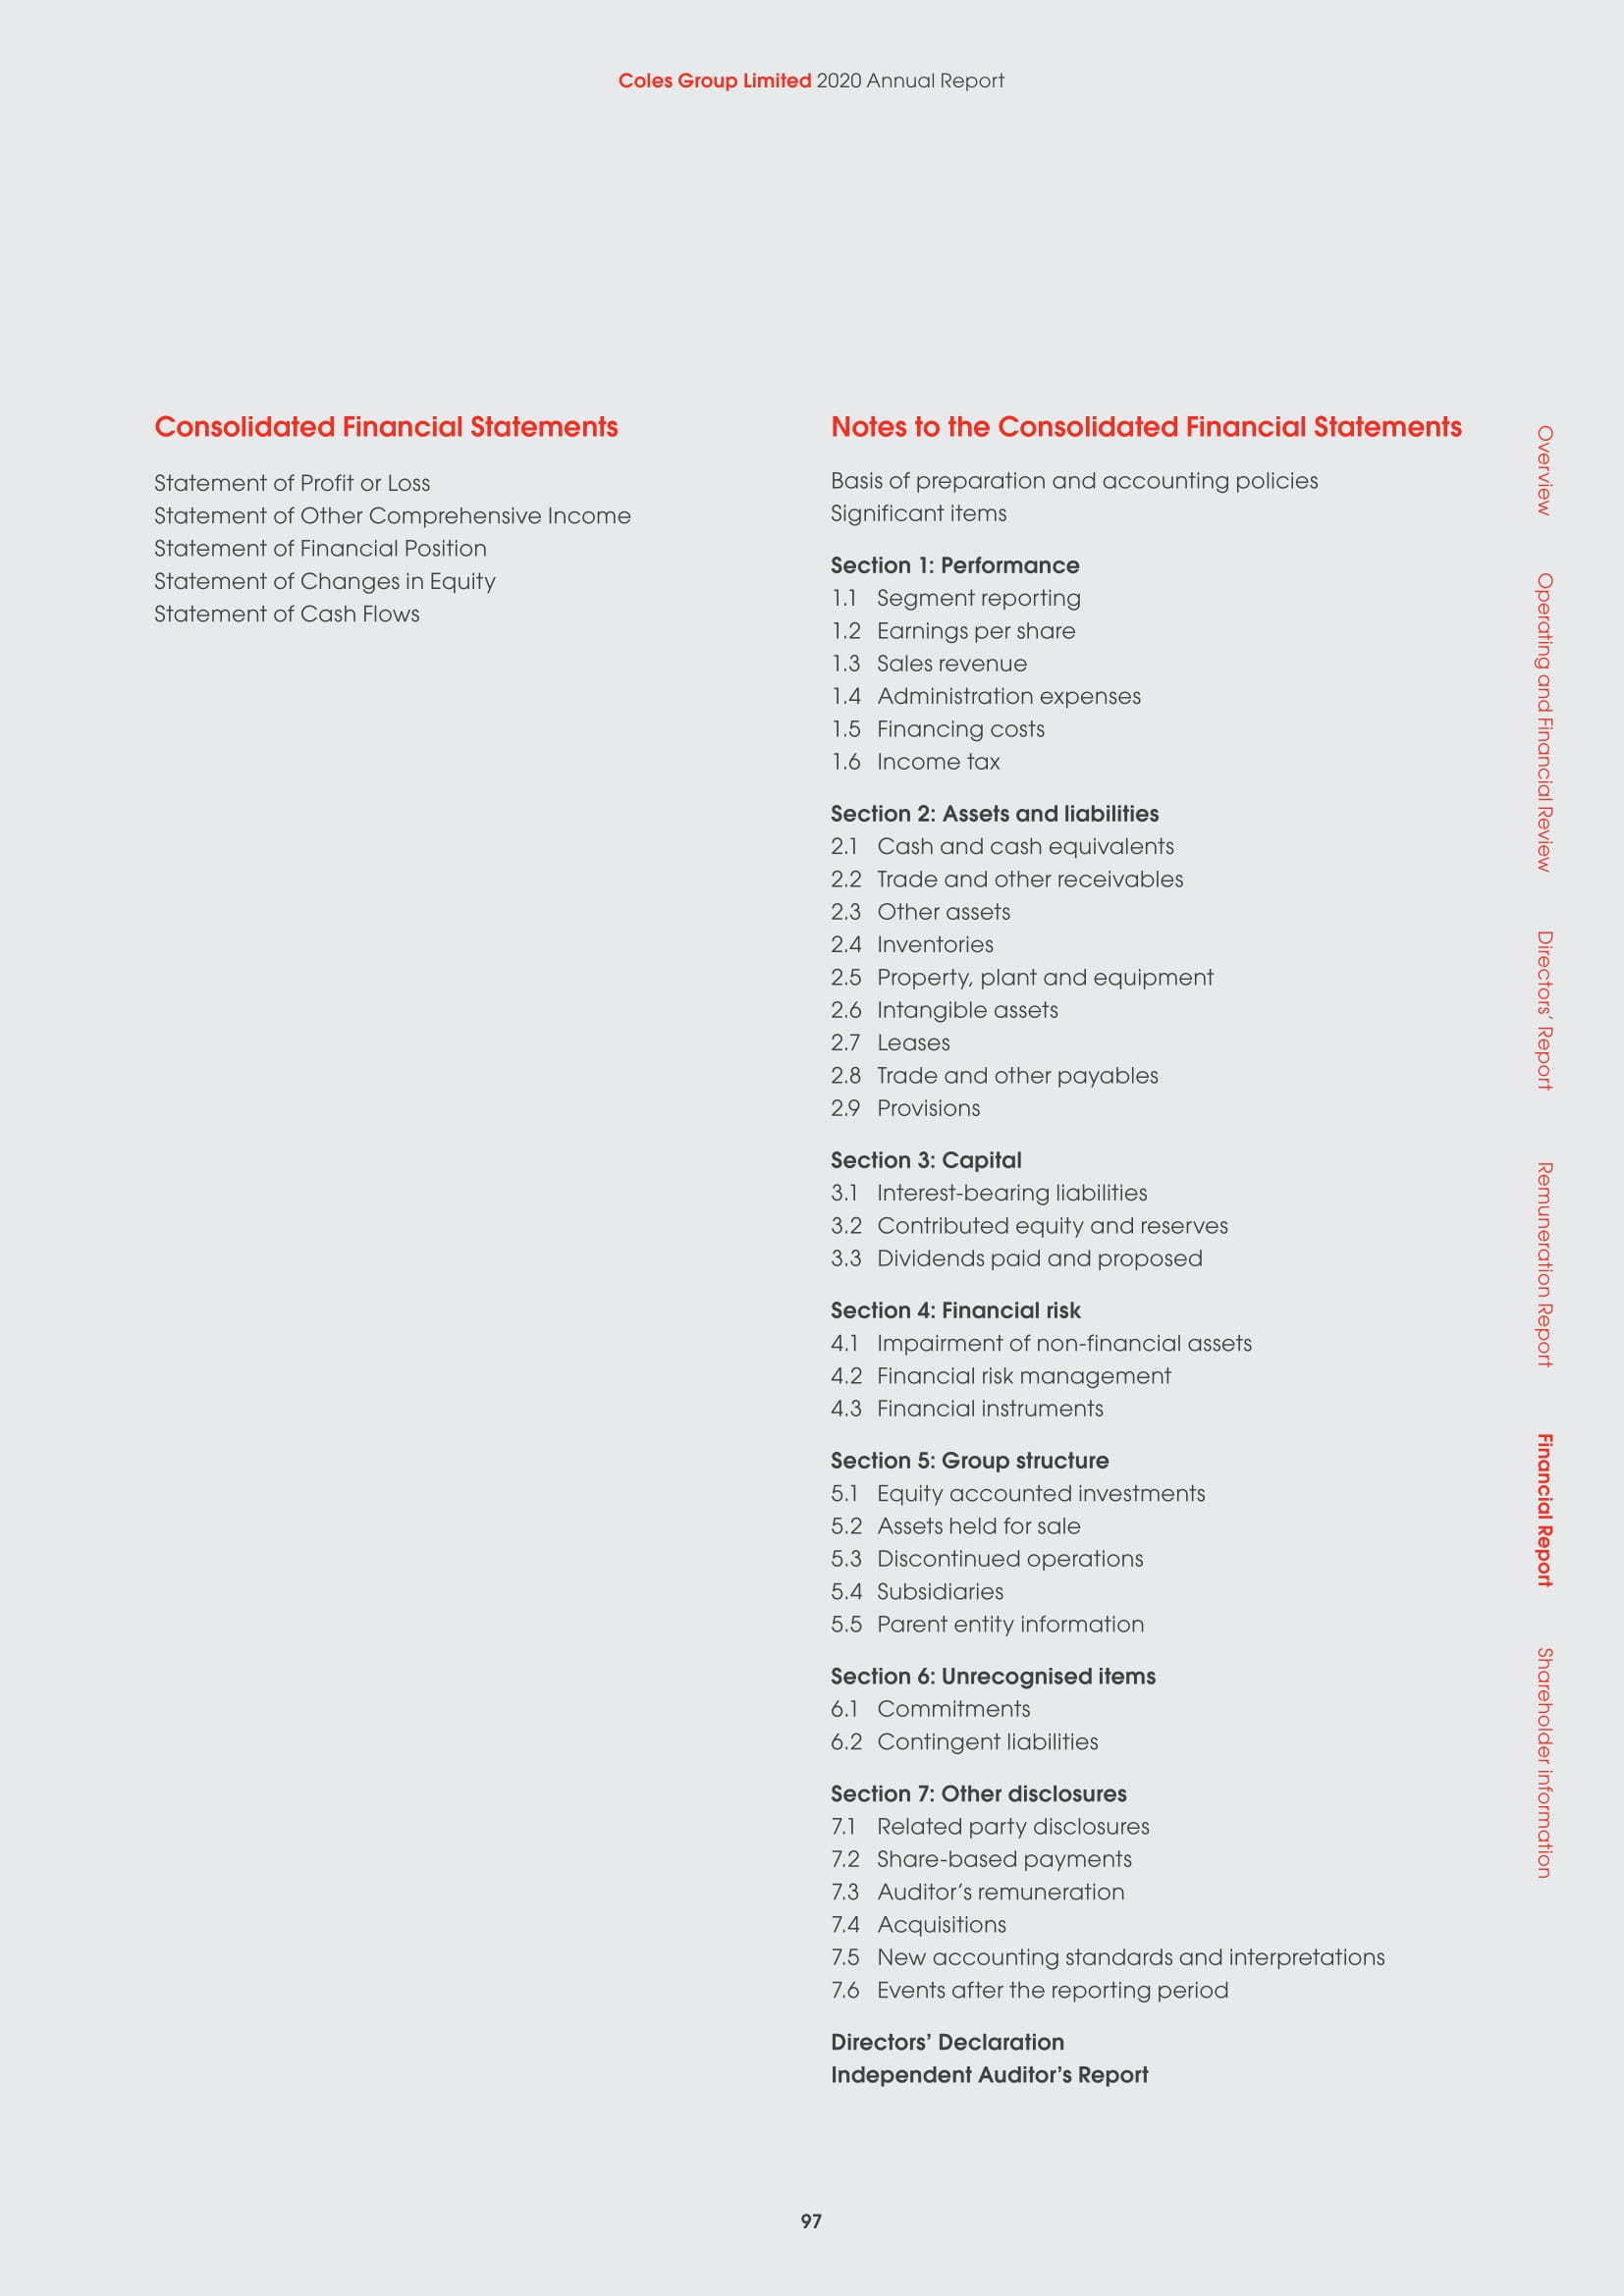 Coles Group Limited 2020 Annual Report
Consolidated Financial Statements
Statement of Profit or Loss
Statement of Other Comprehensive Income
Statement of Financial Position
Statement of Changes in Equity
Statement of Cash Flows
Notes to the Consolidated Financial Statements
Basis of preparation and accounting policies
Significant items
Section 1: Performance
1.1 Segment reporting
1.2 Earnings per share
1.3 Sales revenue
1.4 Administration expenses
1.5 Financing costs
1.6 Income tax
Section 2: Assets and liabilities
2.1 Cash and cash equivalents
2.2 Trade and other receivables
2.3 Other assets
2.4 Inventories
2.5 Property, plant and equipment
2.6 Intangible assets
2.7 Leases
2.8 Trade and other payables
2.9 Provisions
Section 3: Capital
3.1 Interest-bearing liabilities
3.2 Contributed equity and reserves
3.3 Dividends paid and proposed
Section 4: Financial risk
4.1 Impairment of non-financial assets
4.2 Financial risk management
4.3 Financial instruments
Section 5: Group structure
5.1 Equity accounted investments
5.2 Assets held for sale
5.3 Discontinued operations
5.4 Subsidiaries
5.5 Parent entity information
Section 6: Unrecognised items
6.1 Commitments
6.2 Contingent liabilities
Section 7: Other disclosures
7.1 Related party disclosures
7.2 Share-based payments
7.3 Auditor’s remuneration
7.4 Acquisitions
7.5 New accounting standards and interpretations
7.6 Events after the reporting period
Directors’ Declaration
Independent Auditor’s Report
Overview
Operating and Financial Review
Directors’ Report
Remuneration Report
Financial Report
Shareholder information
97